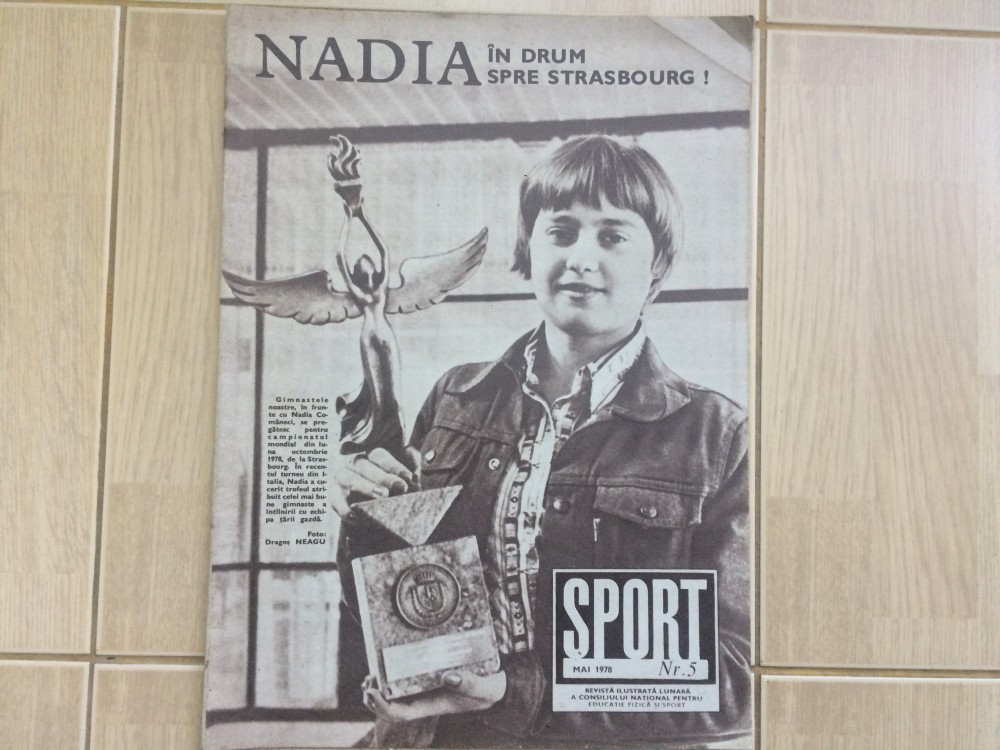 NADIA ÎN DRUM
SPRE STRASBOURG !
Gimnastele
noastre, în frun-
te cu Nadia Co-
măneci, se pre-
gătesc pentru
campionatul
mondial din lu-
na octombrie
1978, de la Stras-
bourg. În recen-
tul turneu din I-
talia, Nadia a cu-
cerit trofeul atri-
buit celei mai bu-
ne gimnaste a
întîlnirii cu echi-
pa țării gazdă.
Foto:
Dragoș NEAGU
SPORT
MAI 1978 Nr. 5
REVISTĂ ILUSTRATĂ LUNARĂ
A CONSILIULUI NAȚIONAL PENTRU
EDUCAȚIE FIZICĂ ȘI SPORT